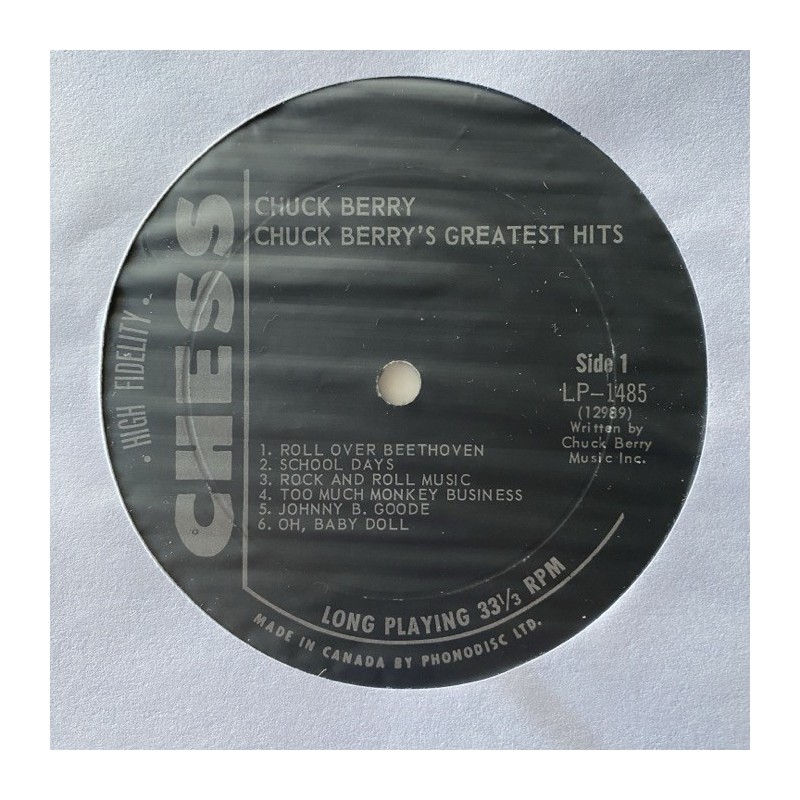 CHUCK BERRY
CHUCK BERRY'S GREATEST HITS
CHESS
· HIGH FIDELITY ·
Side 1
LP-1485
(12989)
Written by
Chuck Berry
Music Inc.
1. ROLL OVER BEETHOVEN
2. SCHOOL DAYS
3. ROCK AND ROLL MUSIC
4. TOO MUCH MONKEY BUSINESS
5. JOHNNY B. GOODE
6. OH, BABY DOLL
LONG PLAYING 33⅓ RPM
MADE IN CANADA BY PHONODISC LTD.